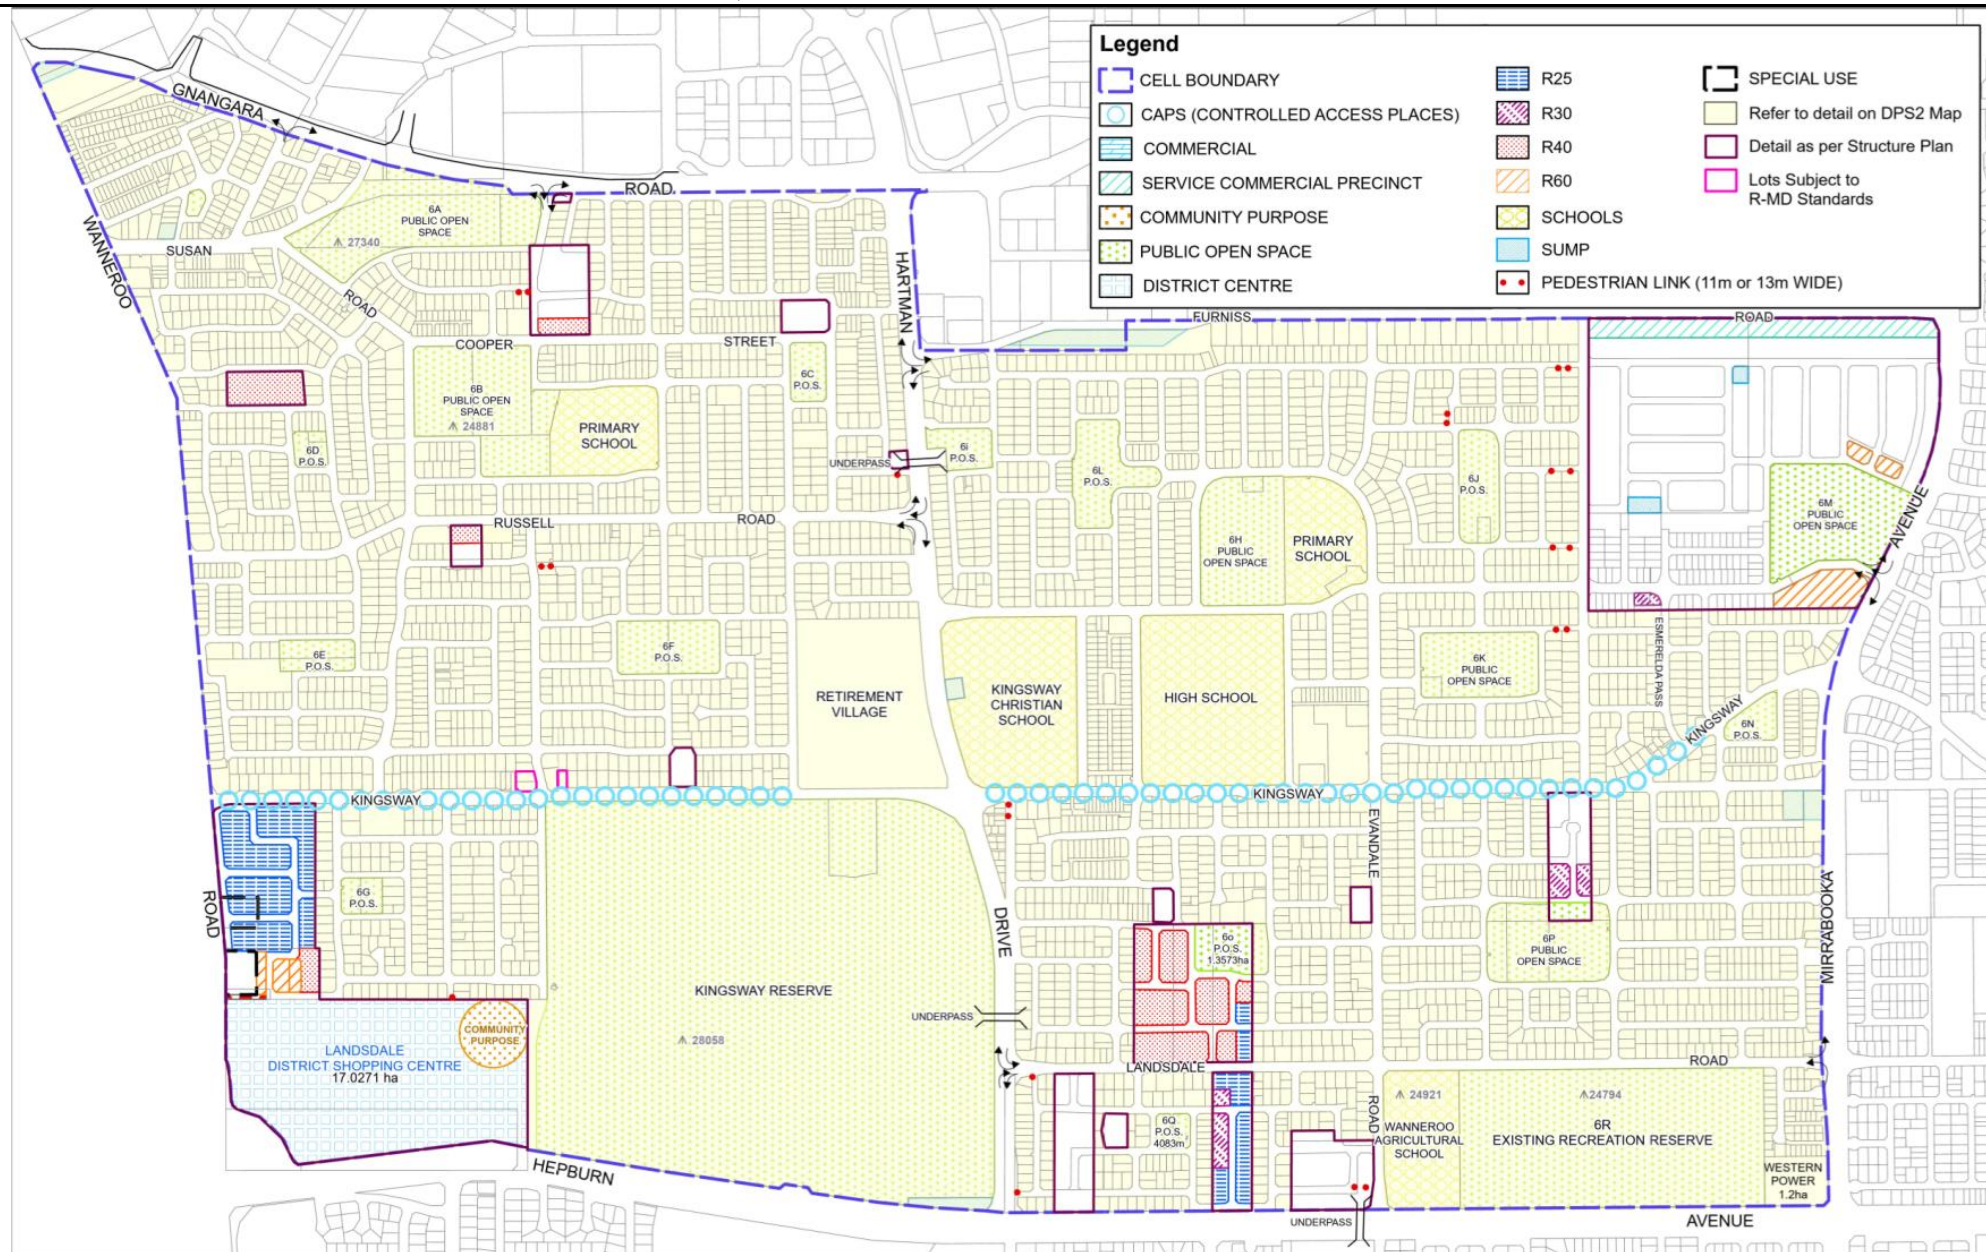 Legend
CELL BOUNDARY
CAPS (CONTROLLED ACCESS PLACES)
COMMERCIAL
SERVICE COMMERCIAL PRECINCT
COMMUNITY PURPOSE
PUBLIC OPEN SPACE
DISTRICT CENTRE
R25
R30
R40
R60
SCHOOLS
SUMP
PEDESTRIAN LINK (11m or 13m WIDE)
SPECIAL USE
Refer to detail on DPS2 Map
Detail as per Structure Plan
Lots Subject to
R-MD Standards
GNANGARA
ROAD
WANNEROO
SUSAN
ROAD
6A
PUBLIC OPEN
SPACE
27340
HARTMAN
FURNISS
ROAD
COOPER
STREET
6B
PUBLIC OPEN
SPACE
24881
6C
P.O.S.
PRIMARY
SCHOOL
6D
P.O.S.
UNDERPASS
6i
P.O.S.
6L
P.O.S.
6J
P.O.S.
6M
PUBLIC
OPEN SPACE
AVENUE
RUSSELL
ROAD
6H
PUBLIC
OPEN SPACE
PRIMARY
SCHOOL
6E
P.O.S.
6F
P.O.S.
RETIREMENT
VILLAGE
KINGSWAY
CHRISTIAN
SCHOOL
HIGH SCHOOL
6K
PUBLIC
OPEN SPACE
ESMERELDA PASS
KINGSWAY
6N
P.O.S.
KINGSWAY
KINGSWAY
EVANDALE
6G
P.O.S.
ROAD
DRIVE
6o
P.O.S.
1.3573ha
6P
PUBLIC
OPEN SPACE
MIRRABOOKA
KINGSWAY RESERVE
UNDERPASS
COMMUNITY
PURPOSE
LANDSDALE
DISTRICT SHOPPING CENTRE
17.0271 ha
28058
LANDSDALE
ROAD
6Q
P.O.S.
4083m
ROAD
24921
WANNEROO
AGRICULTURAL
SCHOOL
24794
6R
EXISTING RECREATION RESERVE
WESTERN
POWER
1.2ha
HEPBURN
UNDERPASS
AVENUE